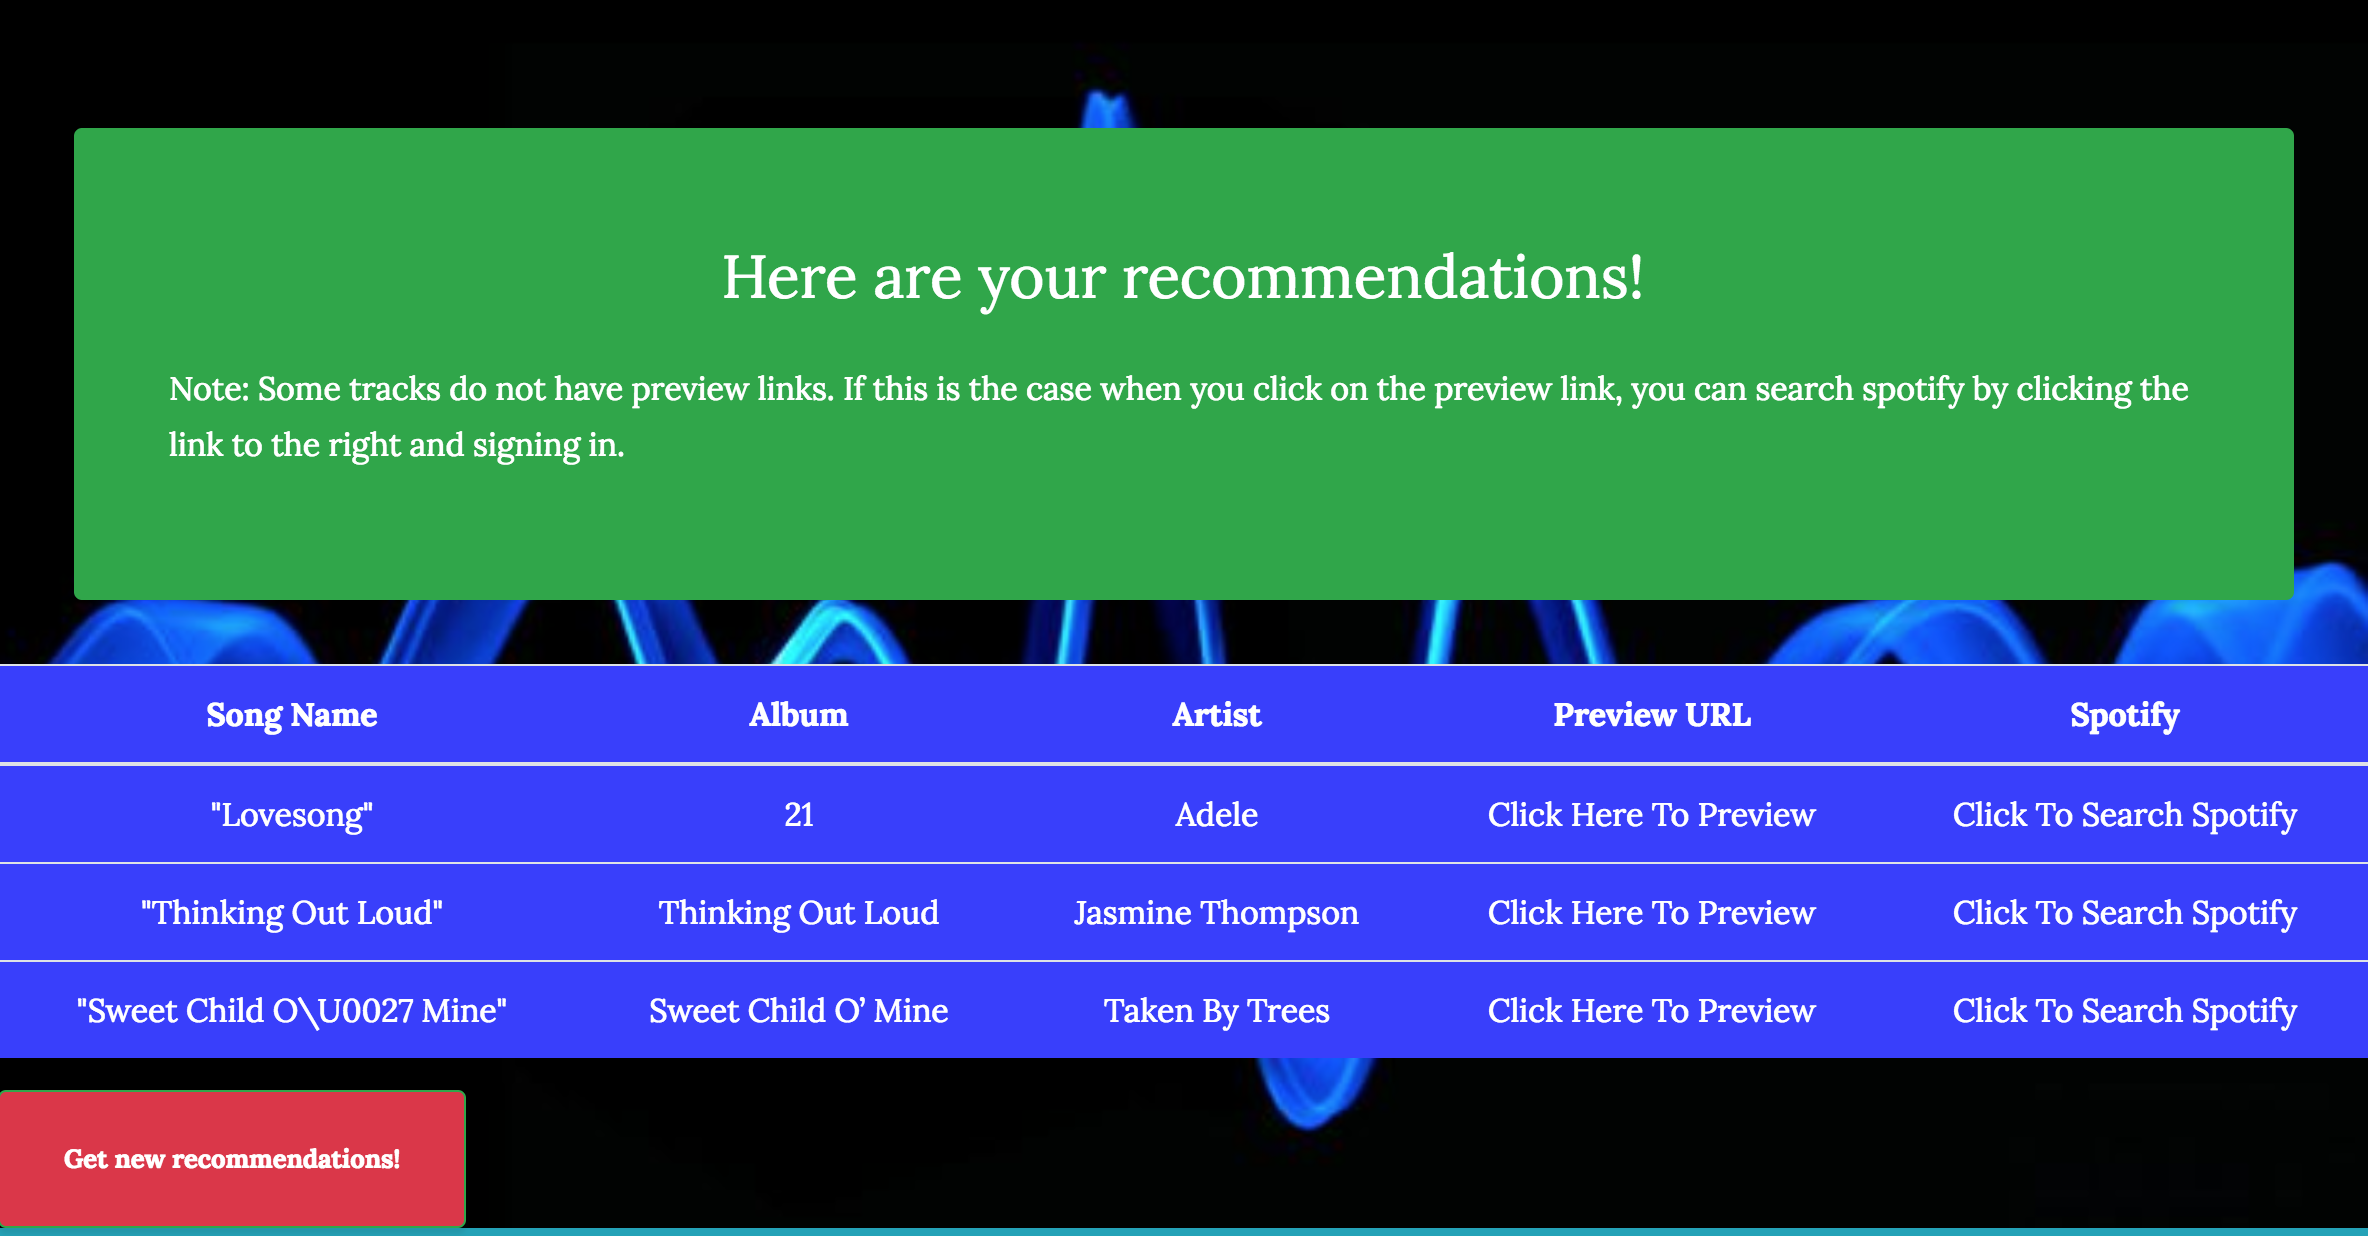 Here are your recommendations!
Note: Some tracks do not have preview links. If this is the case when you click on the preview link, you can search spotify by clicking the
link to the right and signing in.
Song Name Album Artist Preview URL Spotify
"Lovesong" 21 Adele Click Here To Preview Click To Search Spotify
"Thinking Out Loud" Thinking Out Loud Jasmine Thompson Click Here To Preview Click To Search Spotify
"Sweet Child O\U0027 Mine" Sweet Child O’ Mine Taken By Trees Click Here To Preview Click To Search Spotify
Get new recommendations!